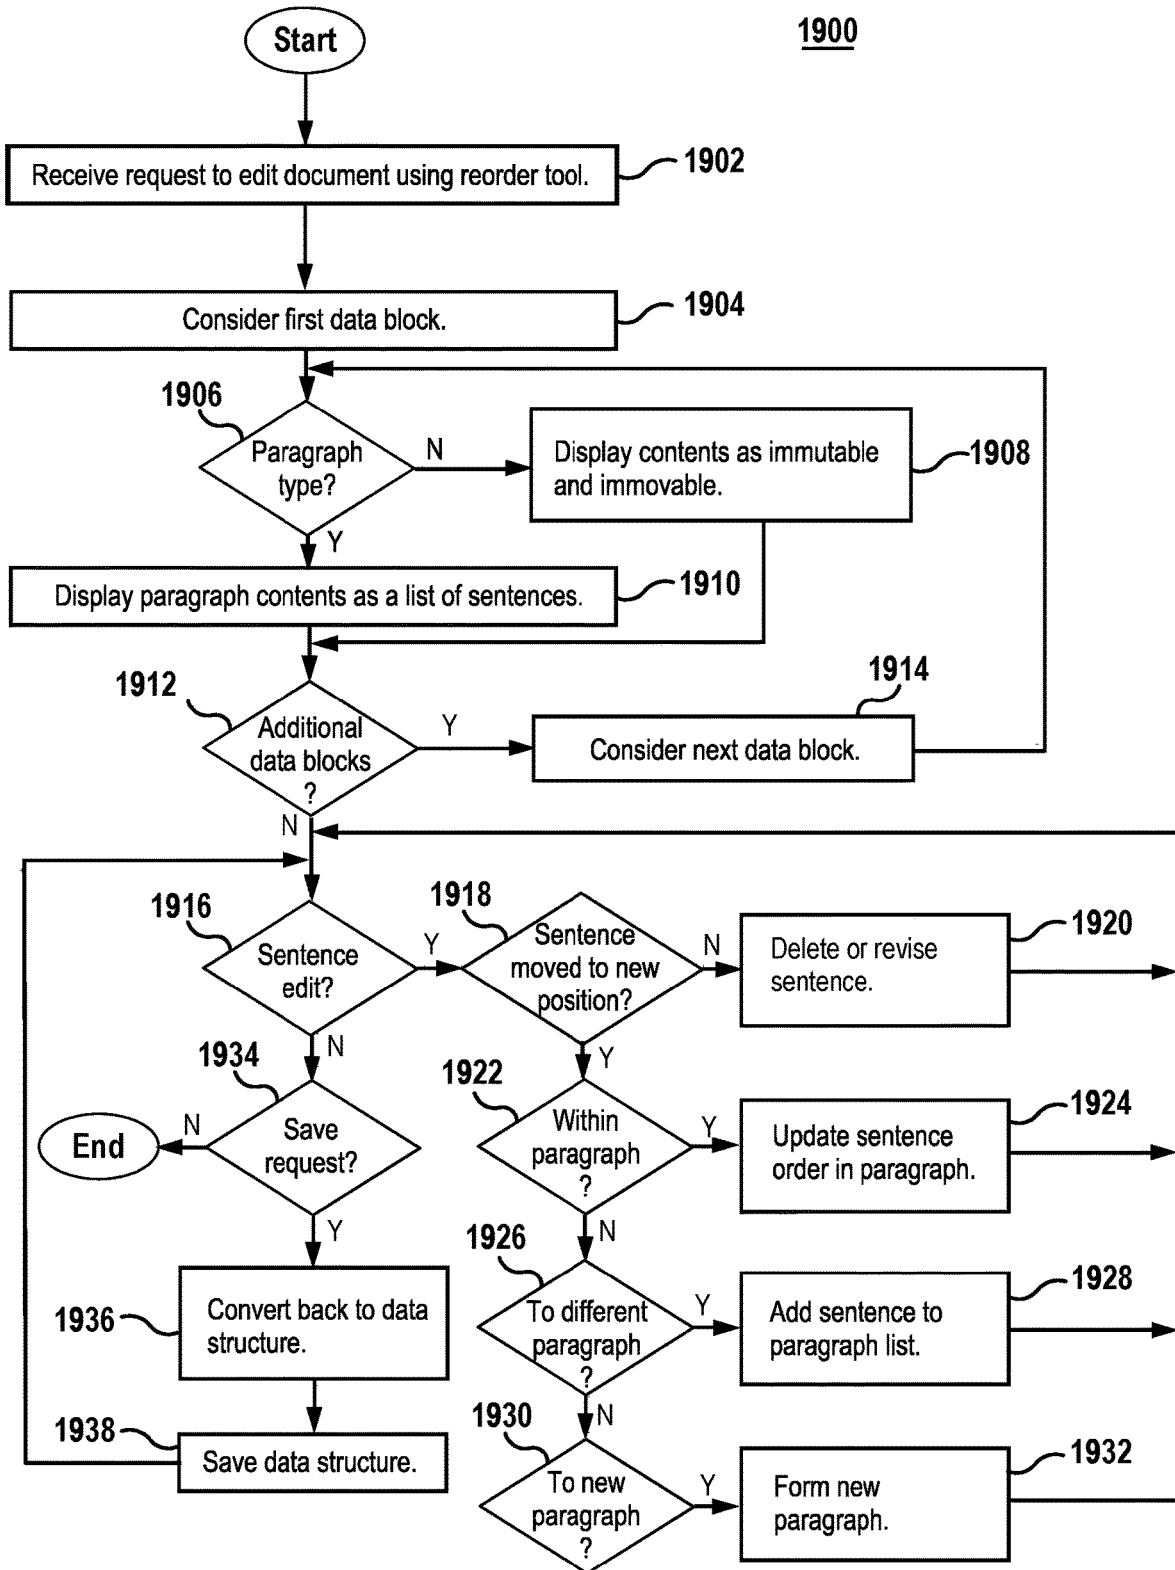 Start
1900
Receive request to edit document using reorder tool.
1902
Consider first data block.
1904
1906
Paragraph
type?
N
Display contents as immutable
and immovable.
1908
Y
Display paragraph contents as a list of sentences.
1910
1912
Additional
data blocks
?
Y
1914
Consider next data block.
N
1916
Sentence
edit?
Y
1918
Sentence
moved to new
position?
N
Delete or revise
sentence.
1920
N
Y
1934
Save
request?
N
End
1922
Within
paragraph
?
Y
Update sentence
order in paragraph.
1924
Y
N
1936
Convert back to data
structure.
1926
To different
paragraph
?
Y
Add sentence to
paragraph list.
1928
N
1938
Save data structure.
1930
To new
paragraph
?
Y
Form new
paragraph.
1932